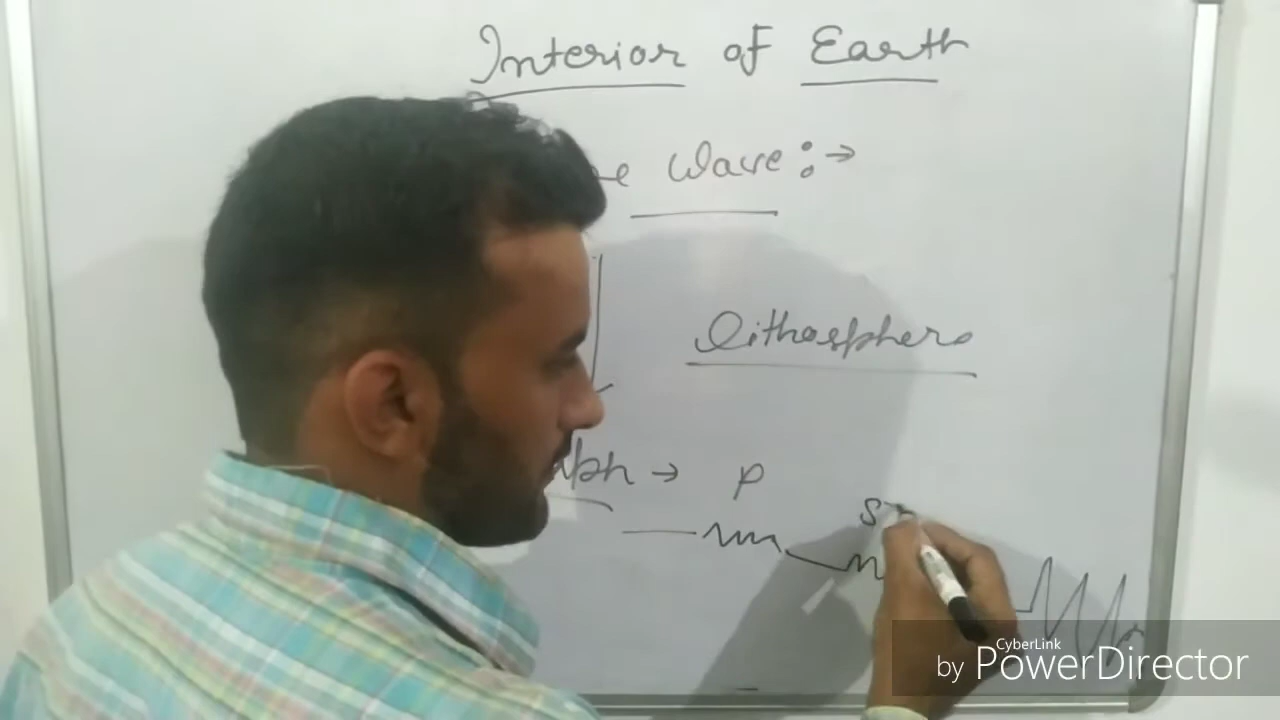 Interior of Earth
Wave :→
lithosphere
→ P
S
CyberLink
by PowerDirector